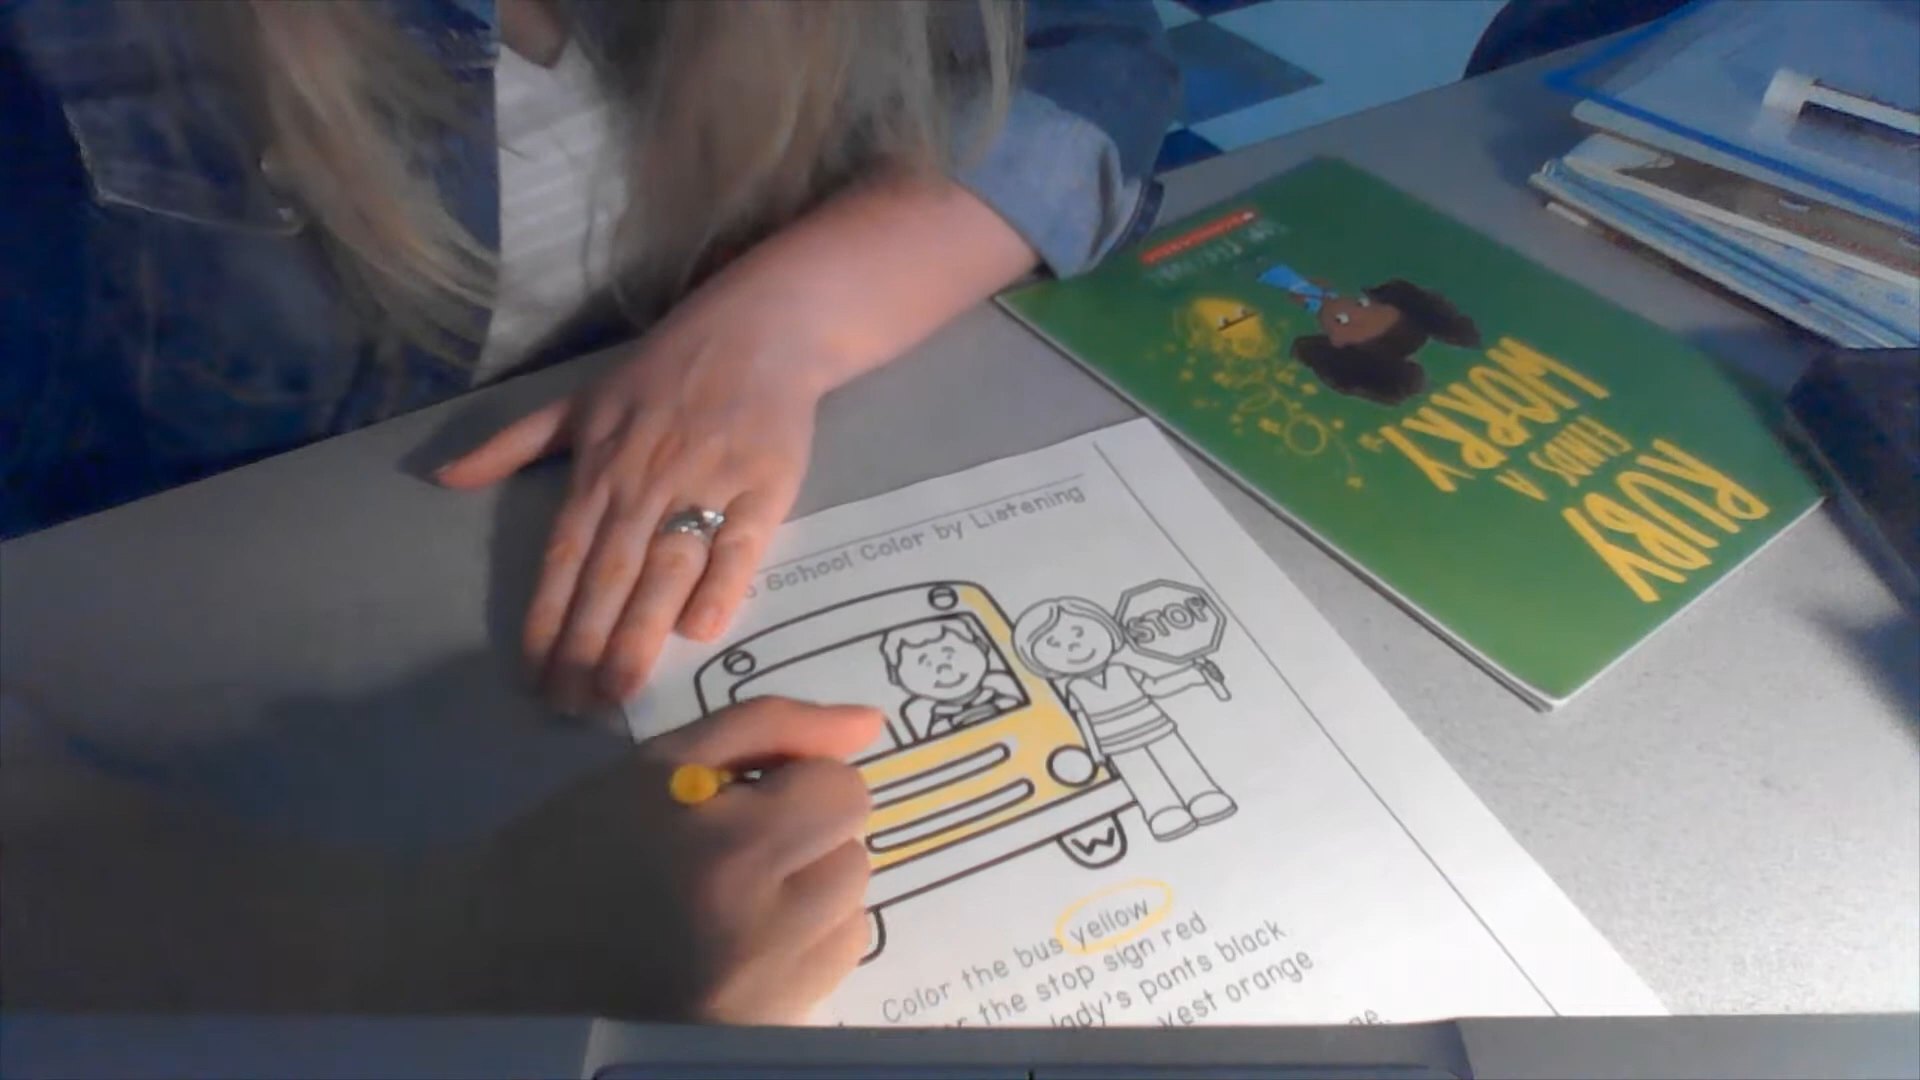 School Color by Listening
STOP
W
Color the bus yellow
the stop sign red
lady's pants black
vest orange
RUBY
FINDS A
WORRY